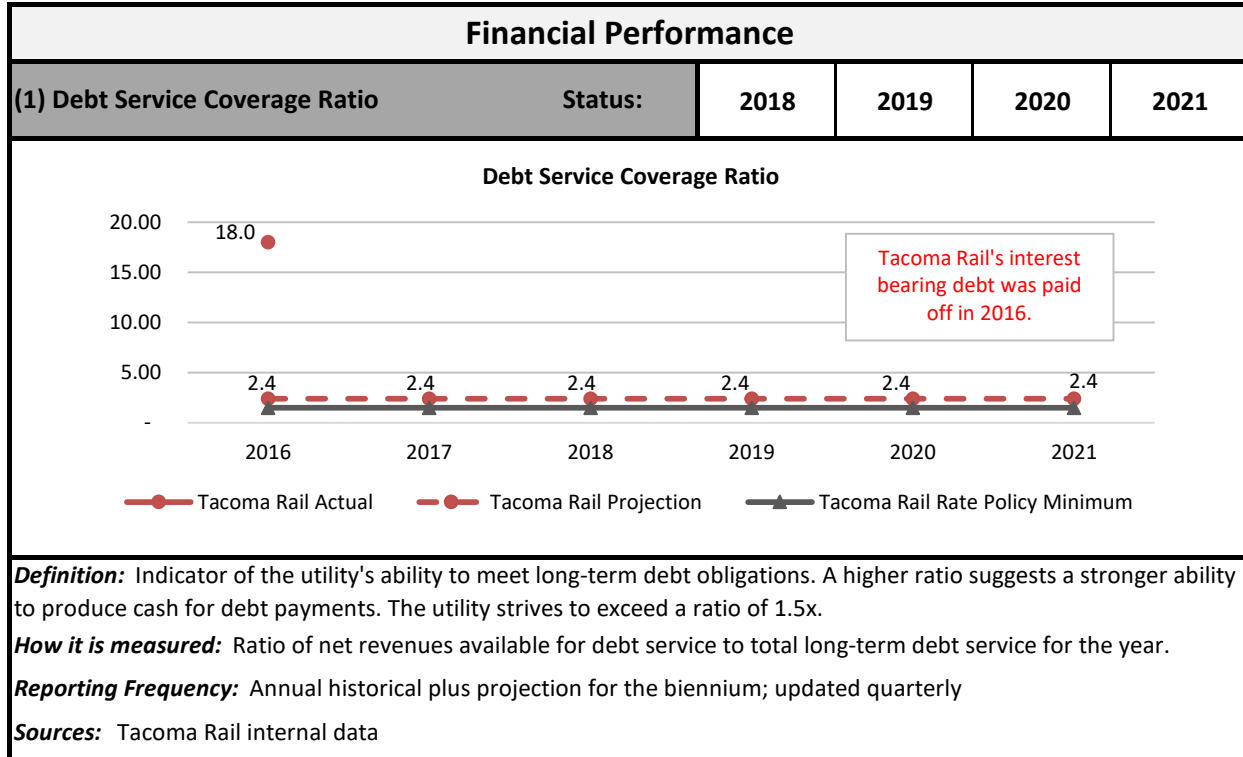 Financial Performance
(1) Debt Service Coverage Ratio Status: 2018 2019 2020 2021
Debt Service Coverage Ratio
20.00
18.0
15.00
10.00
5.00
-
Tacoma Rail's interest
bearing debt was paid
off in 2016.
2.4 2.4 2.4 2.4 2.4 2.4
2016 2017 2018 2019 2020 2021
Tacoma Rail Actual Tacoma Rail Projection Tacoma Rail Rate Policy Minimum
Definition: Indicator of the utility's ability to meet long-term debt obligations. A higher ratio suggests a stronger ability
to produce cash for debt payments. The utility strives to exceed a ratio of 1.5x.
How it is measured: Ratio of net revenues available for debt service to total long-term debt service for the year.
Reporting Frequency: Annual historical plus projection for the biennium; updated quarterly
Sources: Tacoma Rail internal data